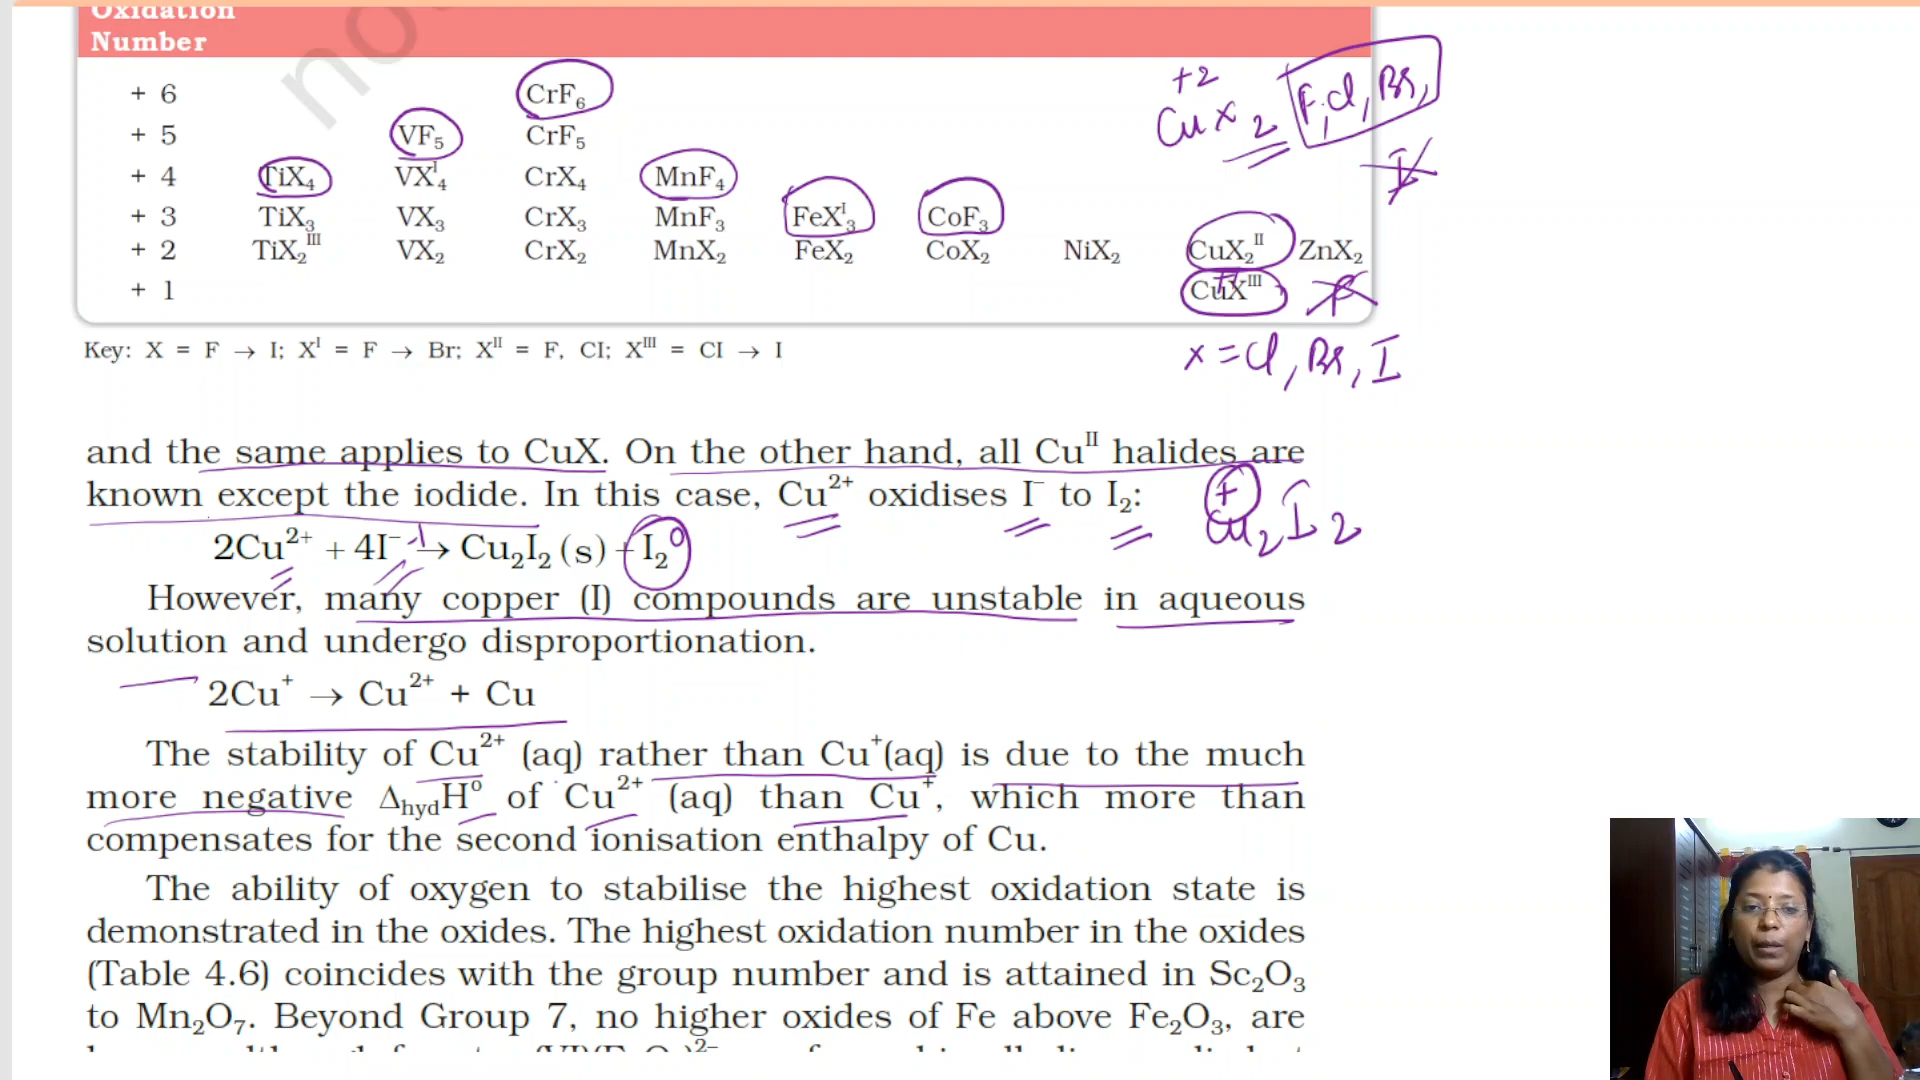 Oxidation
Number
+ 6 CrF₆
+ 5 VF₅ CrF₅
+ 4 TiX₄ VXᴵ₄ CrX₄ MnF₄
+ 3 TiX₃ VX₃ CrX₃ MnF₃ FeXᴵ₃ CoF₃
+ 2 TiX₂ᴵᴵᴵ VX₂ CrX₂ MnX₂ FeX₂ CoX₂ NiX₂ CuX₂ᴵᴵ ZnX₂
+ 1 CuXᴵᴵᴵ
no
+2
CuX₂ F, Cl, Br,
I
F
Key: X = F → I; Xᴵ = F → Br; Xᴵᴵ = F, CI; Xᴵᴵᴵ = CI → I
X = Cl, Br, I
and the same applies to CuX. On the other hand, all Cuᴵᴵ halides are
known except the iodide. In this case, Cu²⁺ oxidises I⁻ to I₂:
+
Cu₂I₂
2Cu²⁺ + 4I⁻ → Cu₂I₂ (s) + I₂ 0
However, many copper (I) compounds are unstable in aqueous
solution and undergo disproportionation.
2Cu⁺ → Cu²⁺ + Cu
The stability of Cu²⁺ (aq) rather than Cu⁺(aq) is due to the much
more negative ΔhydH⁰ of Cu²⁺ (aq) than Cu⁺, which more than
compensates for the second ionisation enthalpy of Cu.
The ability of oxygen to stabilise the highest oxidation state is
demonstrated in the oxides. The highest oxidation number in the oxides
(Table 4.6) coincides with the group number and is attained in Sc₂O₃
to Mn₂O₇. Beyond Group 7, no higher oxides of Fe above Fe₂O₃, are